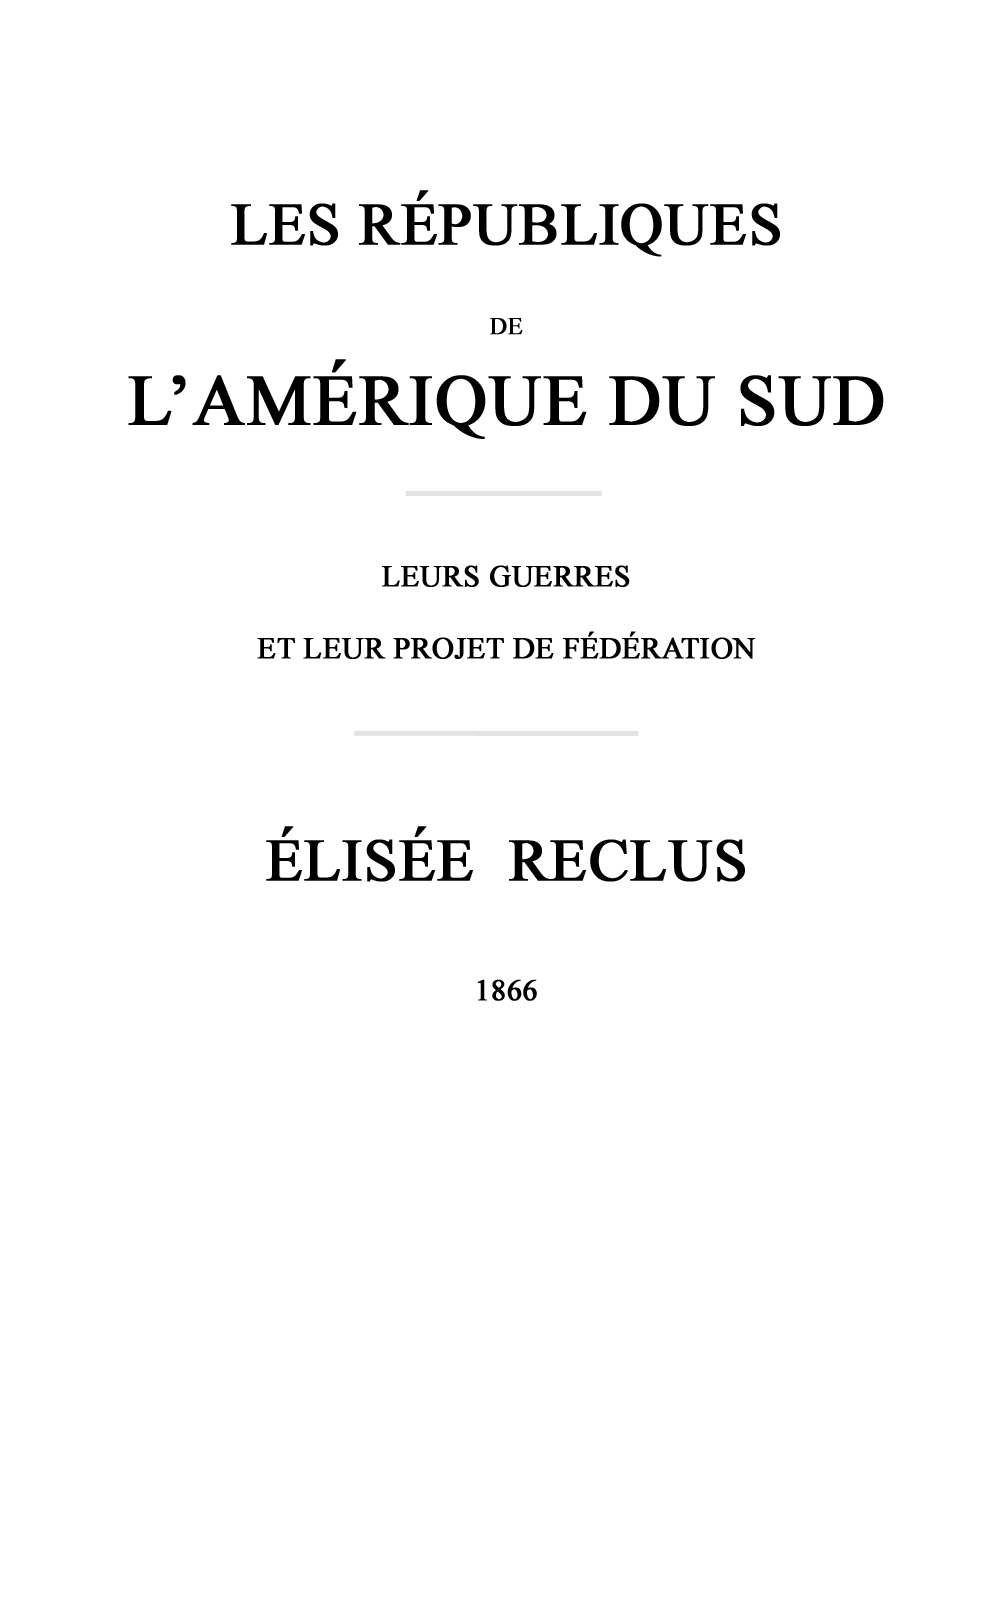 LES RÉPUBLIQUES
DE
L’AMÉRIQUE DU SUD
LEURS GUERRES
ET LEUR PROJET DE FÉDÉRATION
ÉLISÉE RECLUS
1866